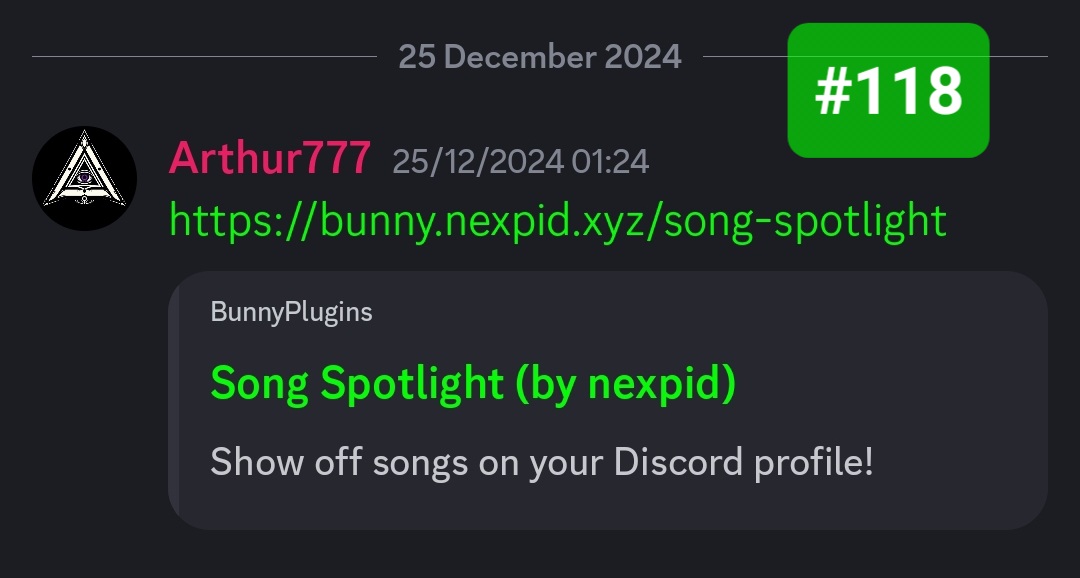 25 December 2024
#118
Arthur777 25/12/2024 01:24
https://bunny.nexpid.xyz/song-spotlight
BunnyPlugins
Song Spotlight (by nexpid)
Show off songs on your Discord profile!